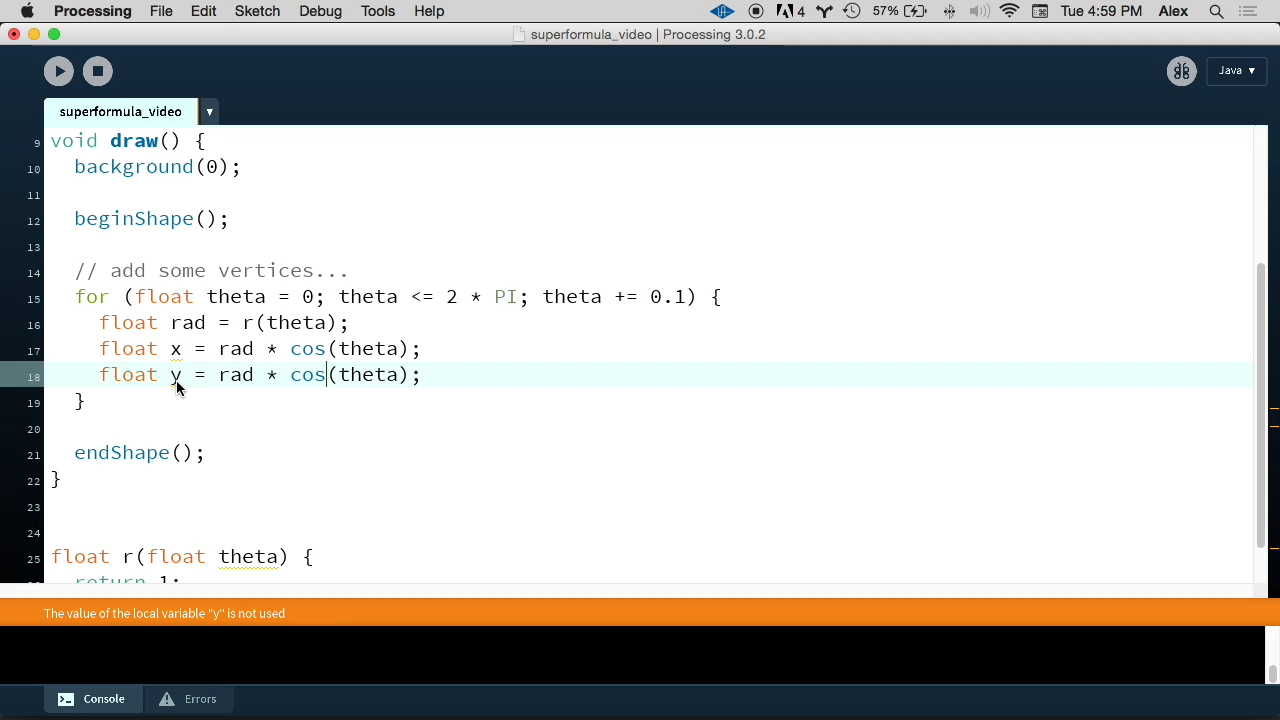 Processing File Edit Sketch Debug Tools Help 4 57% Tue 4:59 PM Alex
superformula_video | Processing 3.0.2
Java ▾
superformula_video ▾
9 void draw() {
10 background(0);
11
12 beginShape();
13
14 // add some vertices...
15 for (float theta = 0; theta <= 2 * PI; theta += 0.1) {
16 float rad = r(theta);
17 float x = rad * cos(theta);
18 float y = rad * cos(theta);
19 }
20
21 endShape();
22 }
23
24
25 float r(float theta) {
return 1;
The value of the local variable "y" is not used
Console Errors